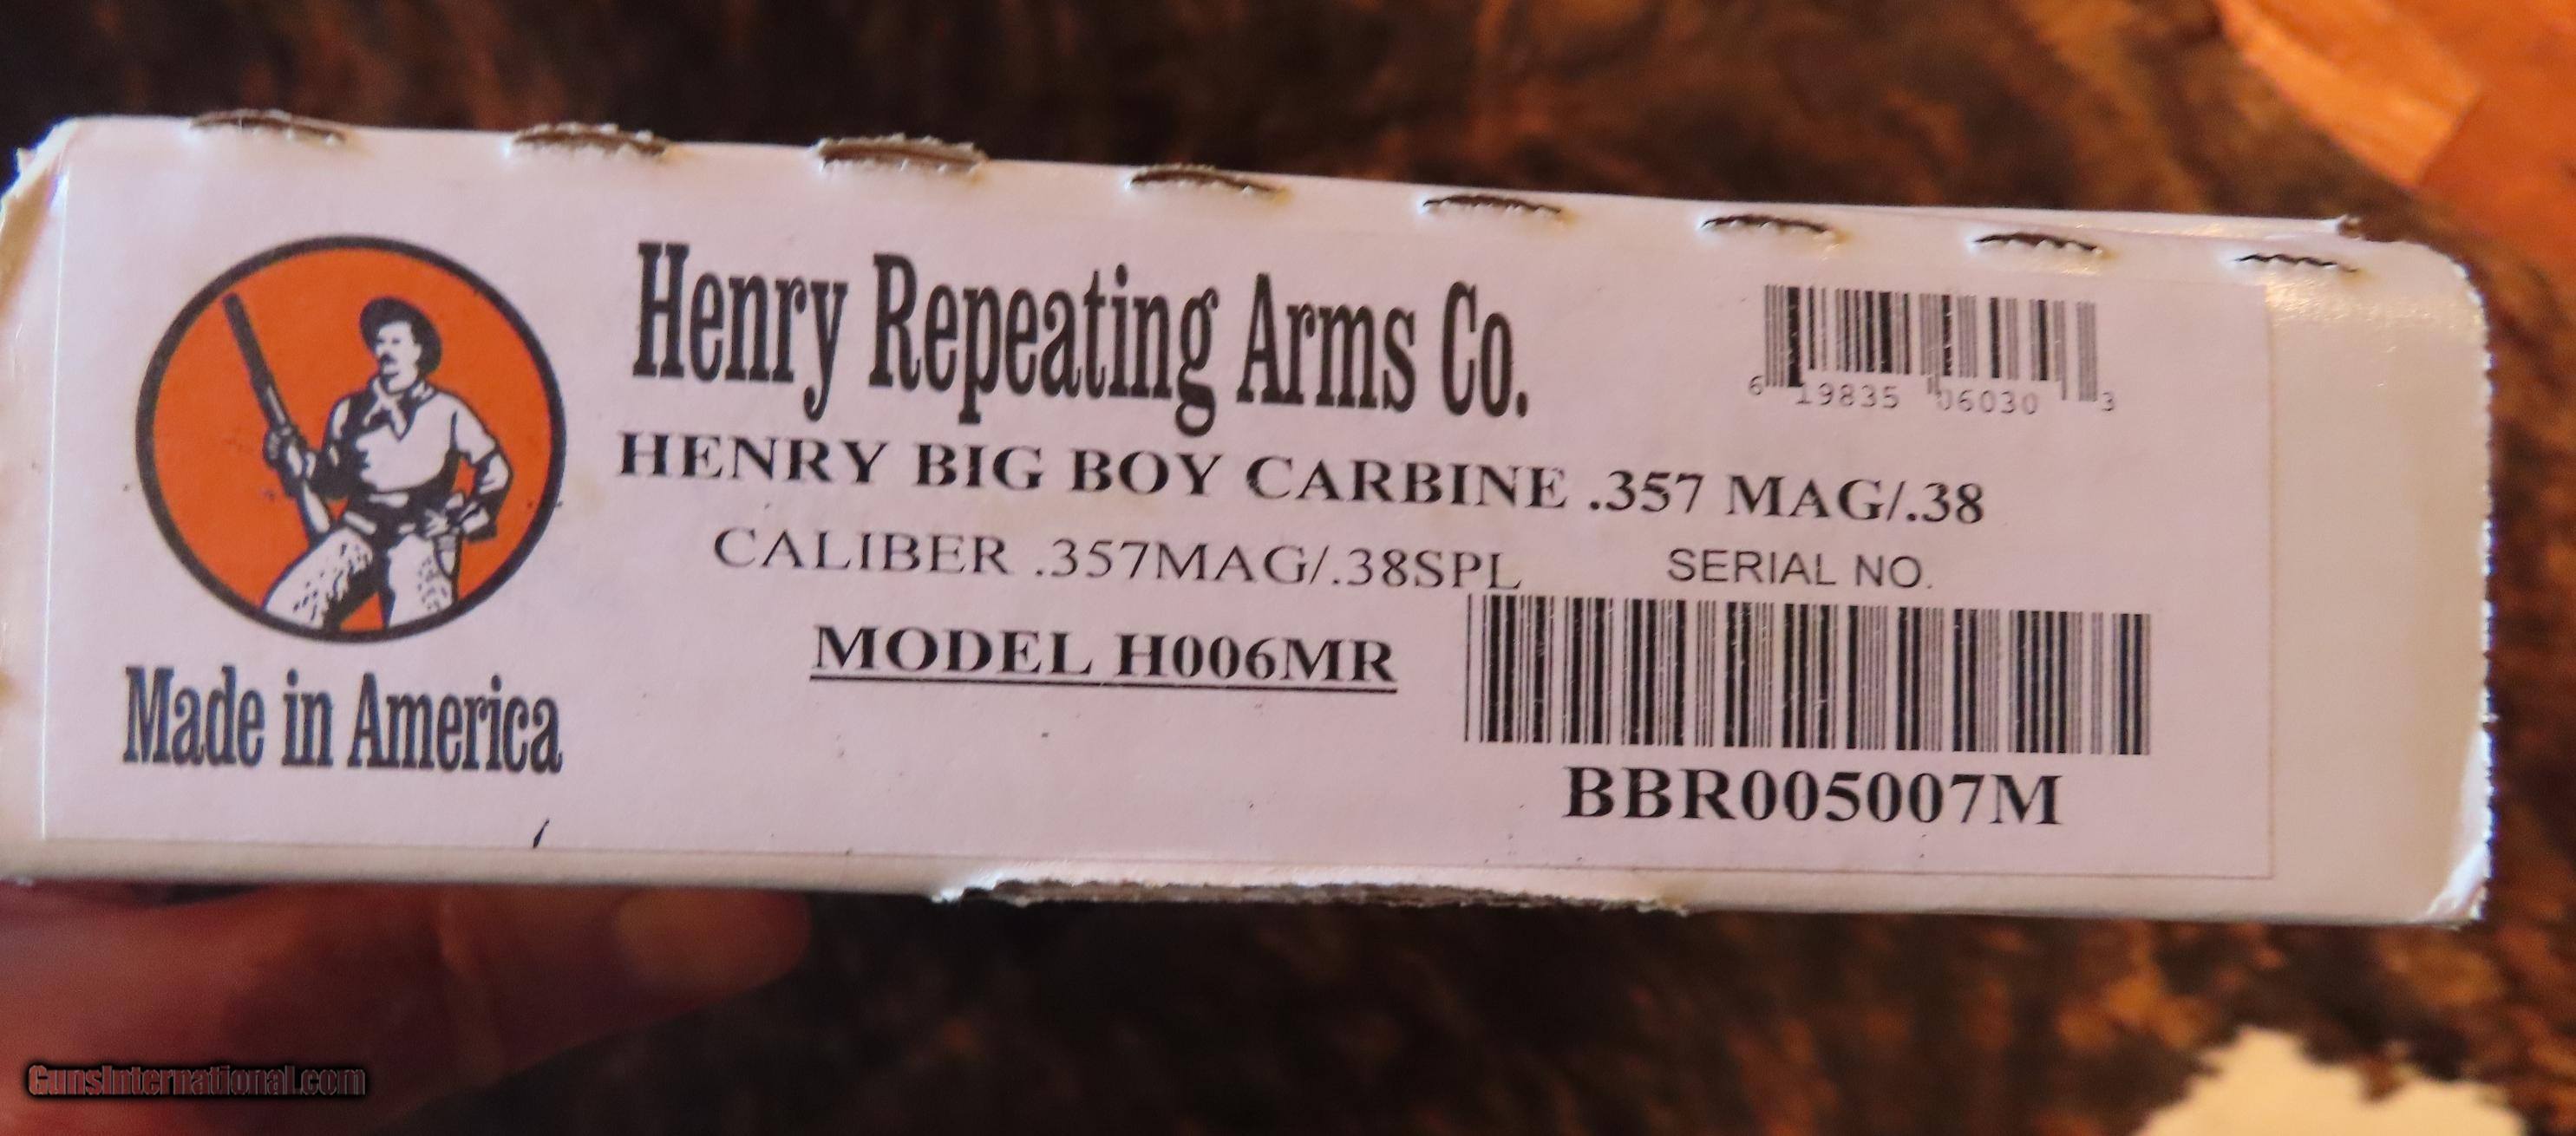 Henry Repeating Arms Co.
6 19835 06030 3
HENRY BIG BOY CARBINE .357 MAG/.38
CALIBER .357MAG/.38SPL
SERIAL NO.
MODEL H006MR
BBR005007M
Made in America
GunsInternational.com